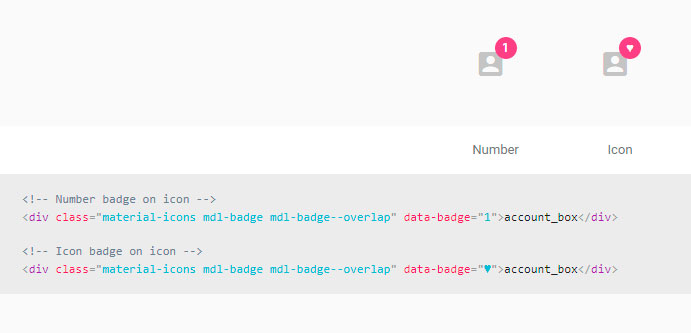 1 ♥
Number Icon
<!-- Number badge on icon -->
<div class="material-icons mdl-badge mdl-badge--overlap" data-badge="1">account_box</div>
<!-- Icon badge on icon -->
<div class="material-icons mdl-badge mdl-badge--overlap" data-badge="♥">account_box</div>